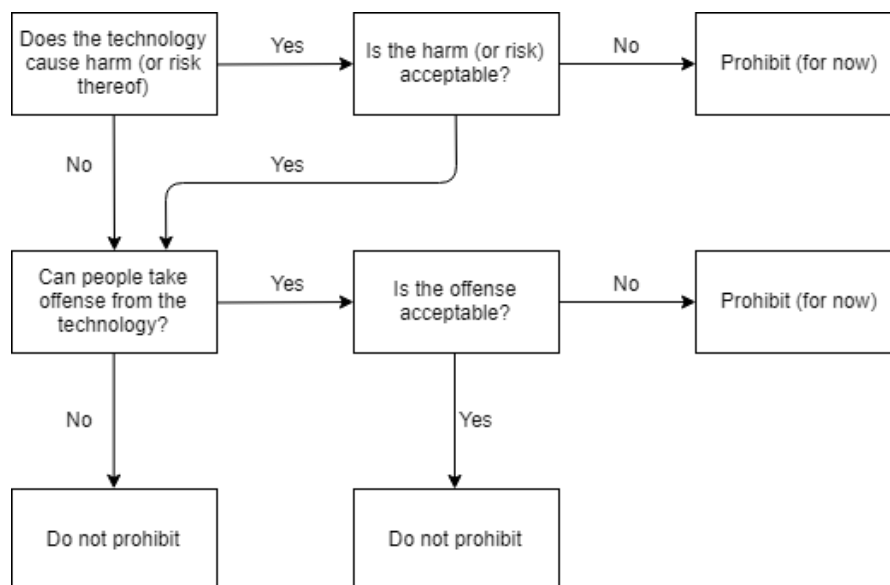 Does the technology
cause harm (or risk
thereof)
Yes
Is the harm (or risk)
acceptable?
No
Prohibit (for now)
No
Yes
Can people take
offense from the
technology?
Yes
Is the offense
acceptable?
No
Prohibit (for now)
No
Yes
Do not prohibit
Do not prohibit